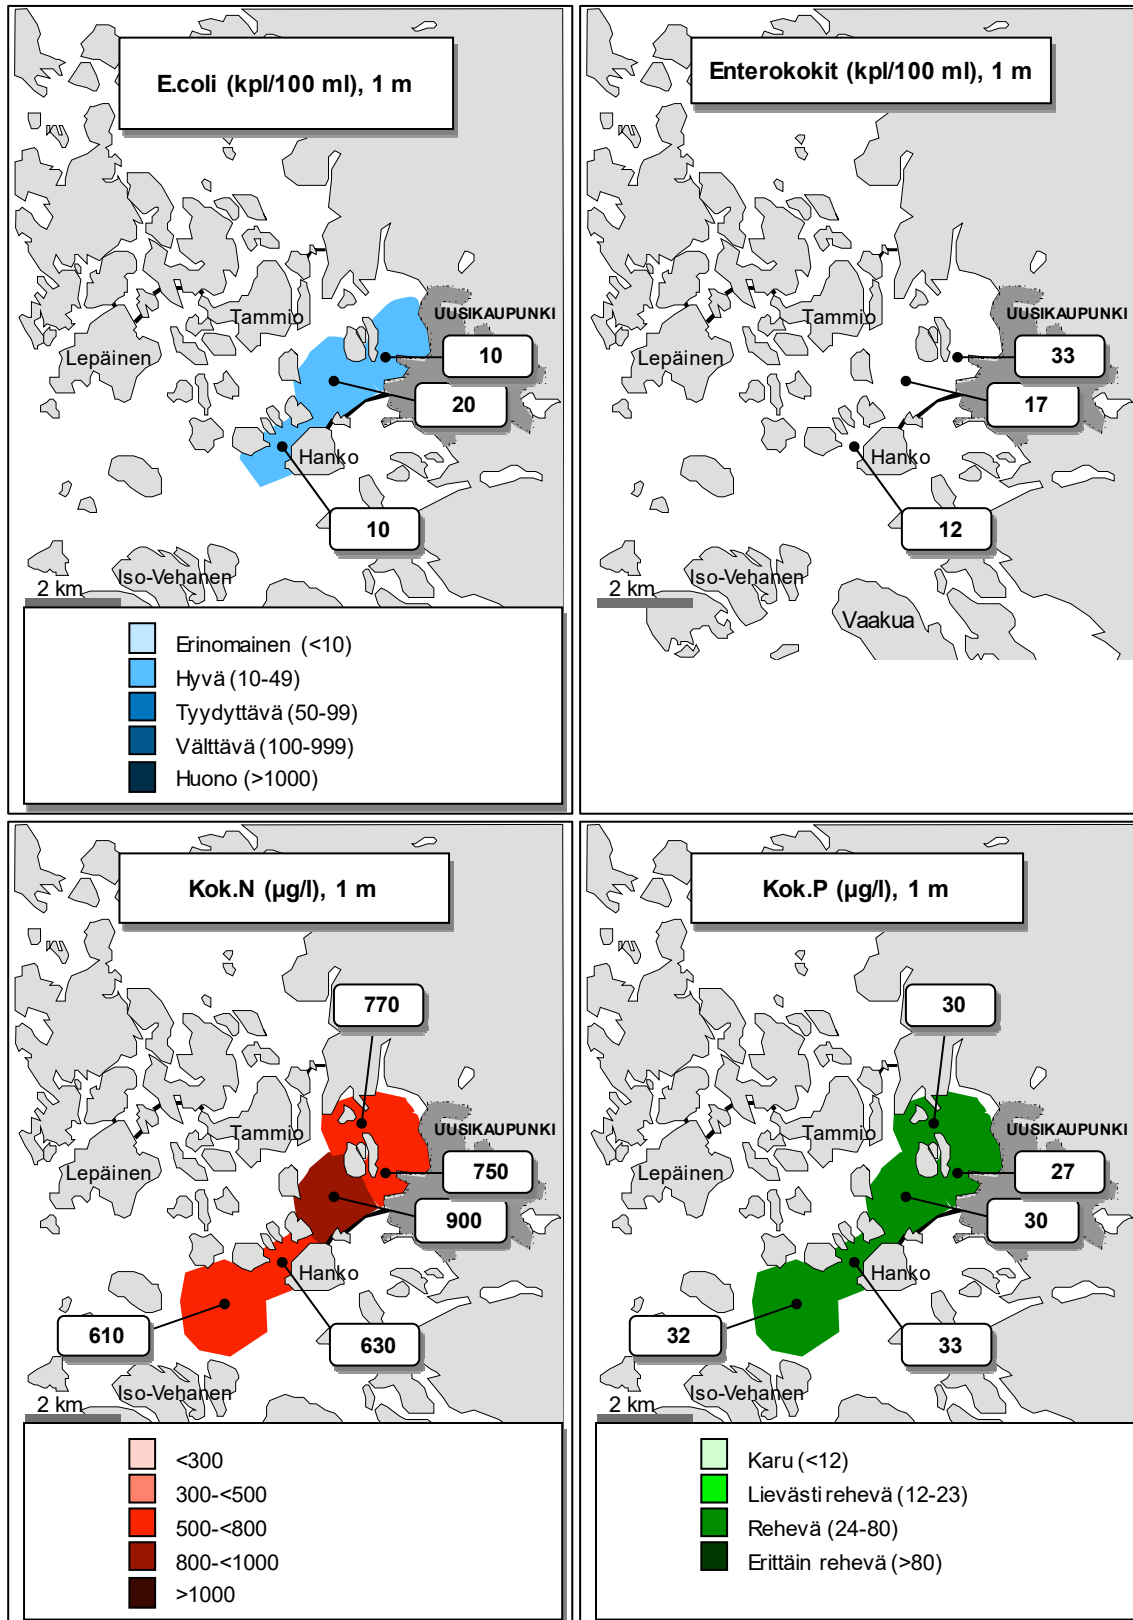 E.coli (kpl/100 ml), 1 m
Tammio
UUSIKAUPUNKI
Lepäinen
10
20
Hanko
10
Iso-Vehanen
2 km
Erinomainen (<10)
Hyvä (10-49)
Tyydyttävä (50-99)
Välttävä (100-999)
Huono (>1000)
Enterokokit (kpl/100 ml), 1 m
Tammio
UUSIKAUPUNKI
Lepäinen
33
17
Hanko
12
Iso-Vehanen
2 km
Vaakua
Kok.N (µg/l), 1 m
770
Tammio
UUSIKAUPUNKI
Lepäinen
750
900
Hanko
610
630
Iso-Vehanen
2 km
<300
300-<500
500-<800
800-<1000
>1000
Kok.P (µg/l), 1 m
30
Tammio
UUSIKAUPUNKI
Lepäinen
27
30
Hanko
32
33
Iso-Vehanen
2 km
Karu (<12)
Lievästi rehevä (12-23)
Rehevä (24-80)
Erittäin rehevä (>80)